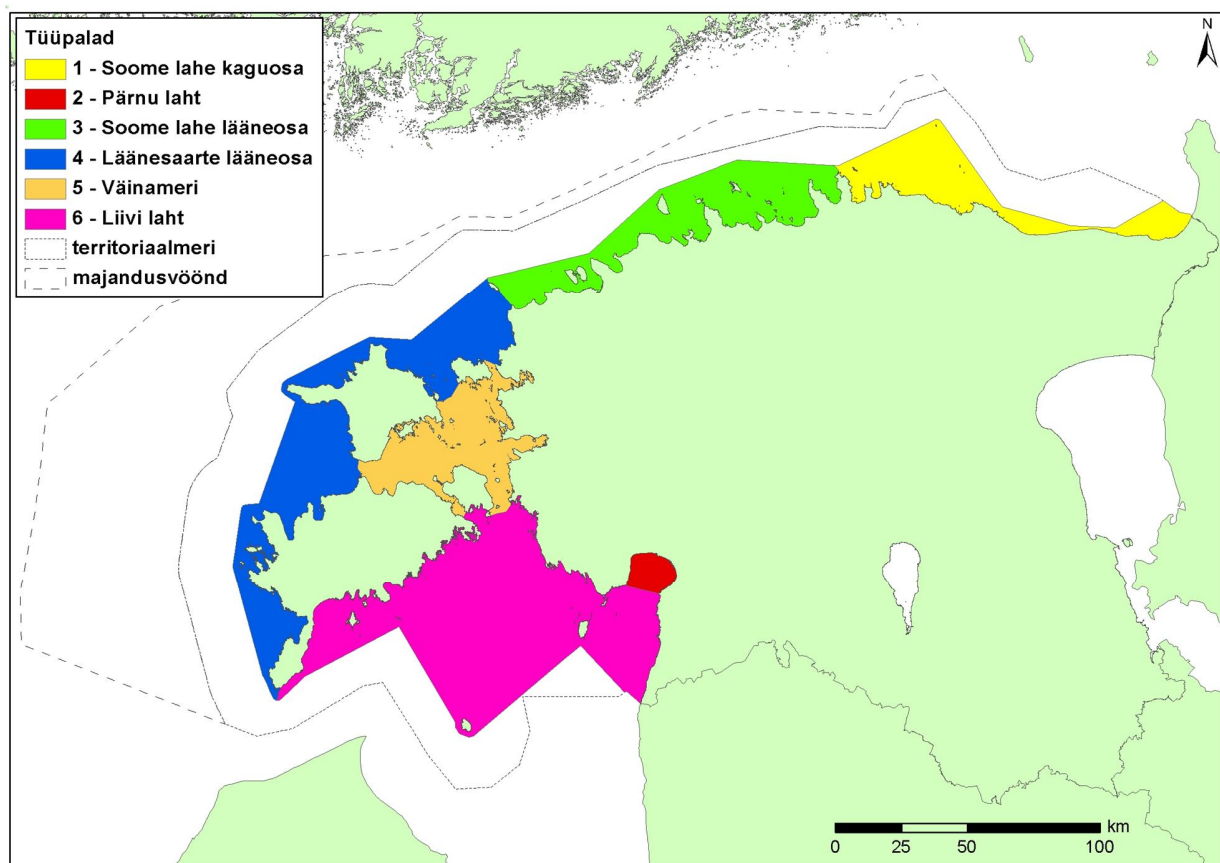 Tüüpalad
1 - Soome lahe kaguosa
2 - Pärnu laht
3 - Soome lahe lääneosa
4 - Läänesaarte lääneosa
5 - Väinameri
6 - Liivi laht
territoriaalmeri
majandusvöönd
N
km
0 25 50 100